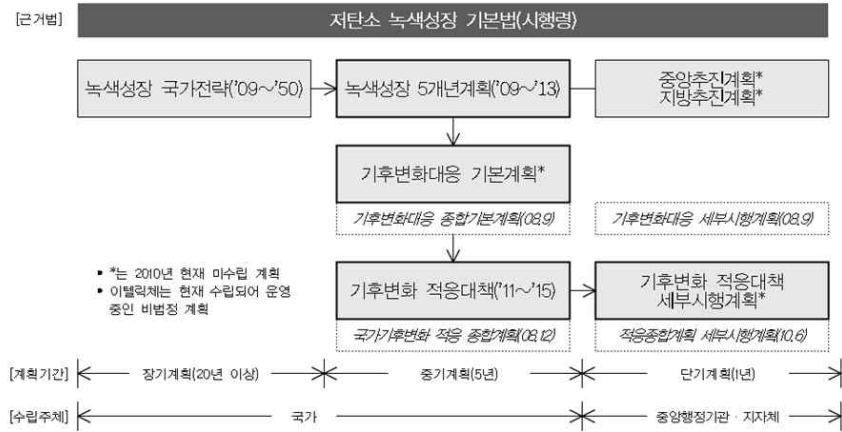 [근거법]
저탄소 녹색성장 기본법(시행령)
녹색성장 국가전략('09~'50)
녹색성장 5개년계획('09~'13)
중앙추진계획*
지방추진계획*
기후변화대응 기본계획*
기후변화대응 종합기본계획(08.9)
기후변화대응 세부시행계획(08.9)
• *는 2010년 현재 미수립 계획
• 이텔릭체는 현재 수립되어 운영
중인 비법정 계획
기후변화 적응대책('11~'15)
기후변화 적응대책
세부시행계획*
국가기후변화 적응 종합계획(08.12)
적응종합계획 세부시행계획(10.6)
[계획기간]
장기계획(20년 이상)
중기계획(5년)
단기계획(1년)
[수립주체]
국가
중앙행정기관·지자체